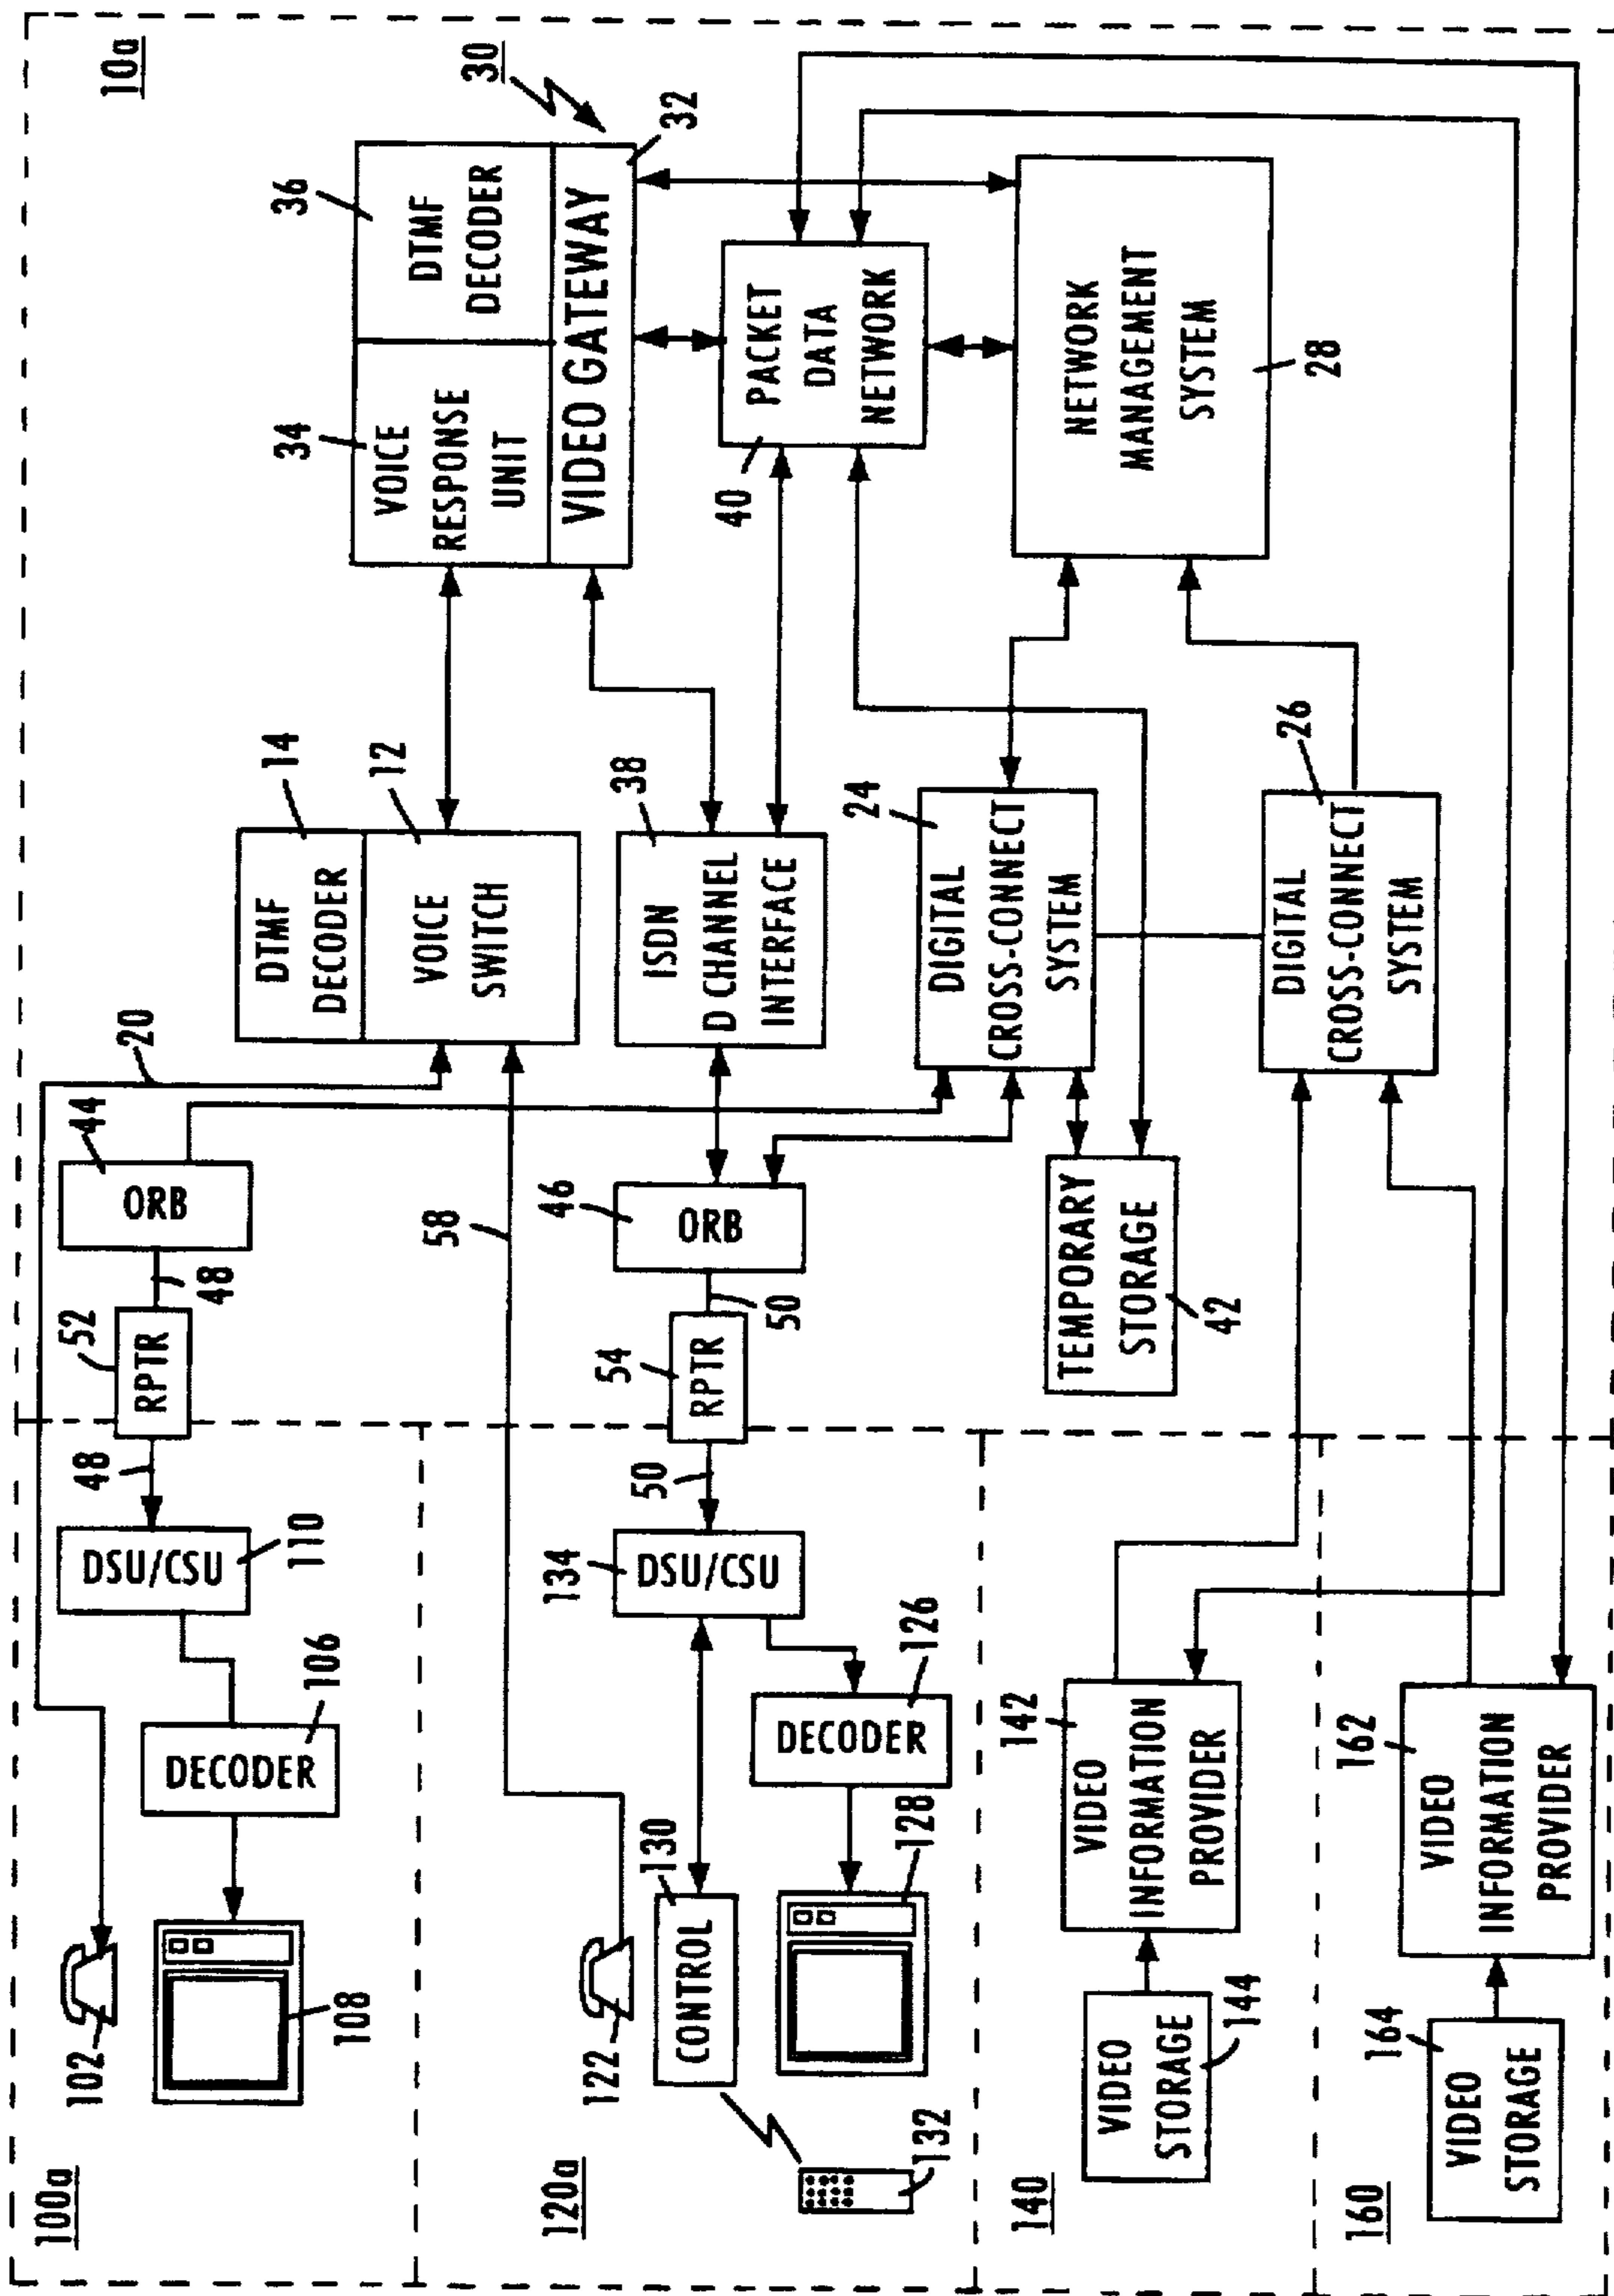 100a
102
108
DECODER
106
DSU/CSU
110
48
RPTR
52
48
ORB
44
20
DTMF
DECODER
14
VOICE
SWITCH
12
VOICE
RESPONSE
UNIT
34
DTMF
DECODER
36
VIDEO GATEWAY
32
30
10a
120a
122
58
CONTROL
130
132
128
DECODER
126
DSU/CSU
134
50
RPTR
54
50
ORB
46
ISDN
D CHANNEL
INTERFACE
38
PACKET
DATA
NETWORK
40
DIGITAL
CROSS-CONNECT
SYSTEM
24
TEMPORARY
STORAGE
42
NETWORK
MANAGEMENT
SYSTEM
28
DIGITAL
CROSS-CONNECT
SYSTEM
26
140
VIDEO
STORAGE
144
VIDEO
INFORMATION
PROVIDER
142
160
VIDEO
STORAGE
164
VIDEO
INFORMATION
PROVIDER
162